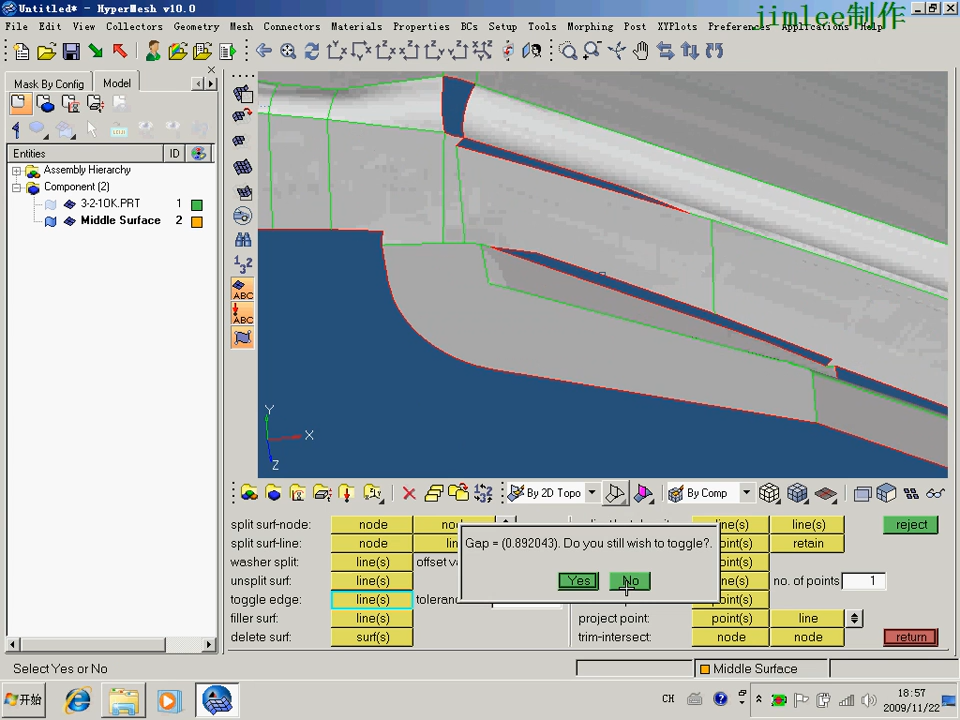 Untitled* - HyperMesh v10.0
jimlee制作
File Edit View Collectors Geometry Mesh Connectors Materials Properties BCs Setup Tools Morphing Post XYPlots Preferences Applications Help
Mask By Config Model
Entities ID
Assembly Hierarchy
Component (2)
3-2-1OK.PRT 1
Middle Surface 2
1 2 3
ABC
ABC
Y
X
Z
By 2D Topo By Comp
split surf-node: node line(s) line(s) reject
split surf-line: node retain
washer split: line(s) offset
unsplit surf: line(s) no. of points: 1
toggle edge: line(s)
filler surf: line(s) project point: point(s) line
delete surf: surf(s) trim-intersect: node node return
Gap = (0.892043). Do you still wish to toggle?.
Yes No
Select Yes or No Middle Surface
开始 CH 18:57
2009/11/22